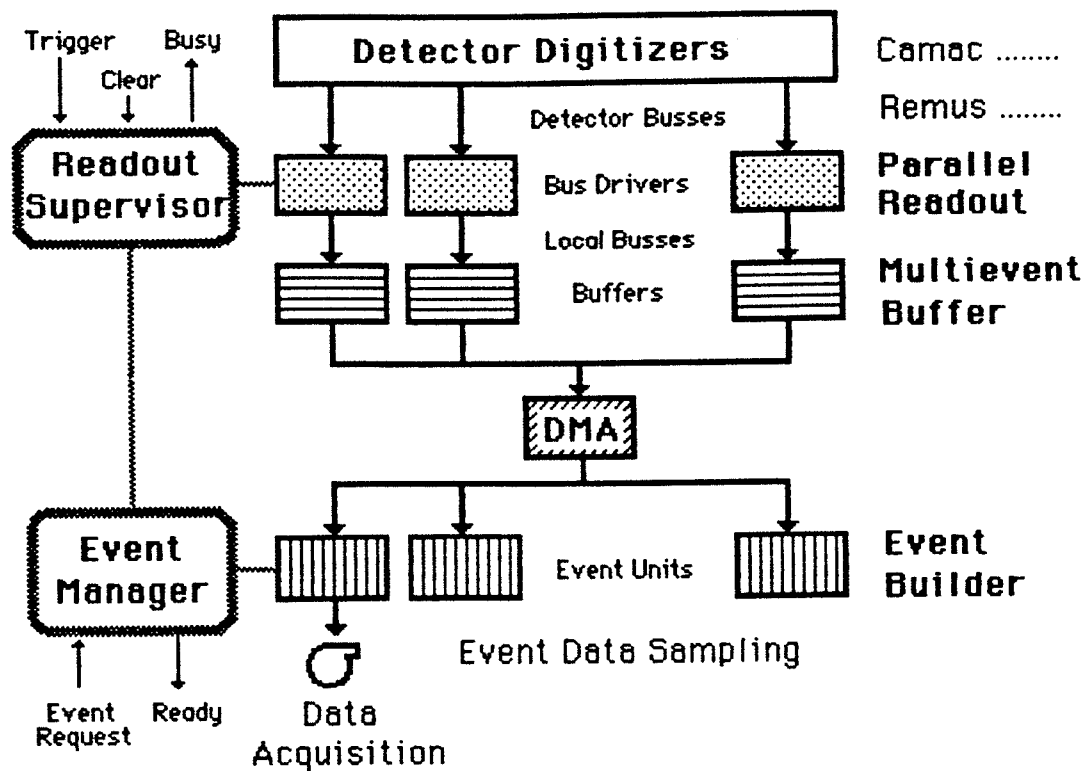 Trigger
Busy
Clear
Detector Digitizers
Camac ........
Remus ........
Detector Busses
Readout
Supervisor
Bus Drivers
Parallel
Readout
Local Busses
Buffers
Multievent
Buffer
DMA
Event
Manager
Event Units
Event
Builder
Event Data Sampling
Event
Request
Ready
Data
Acquisition